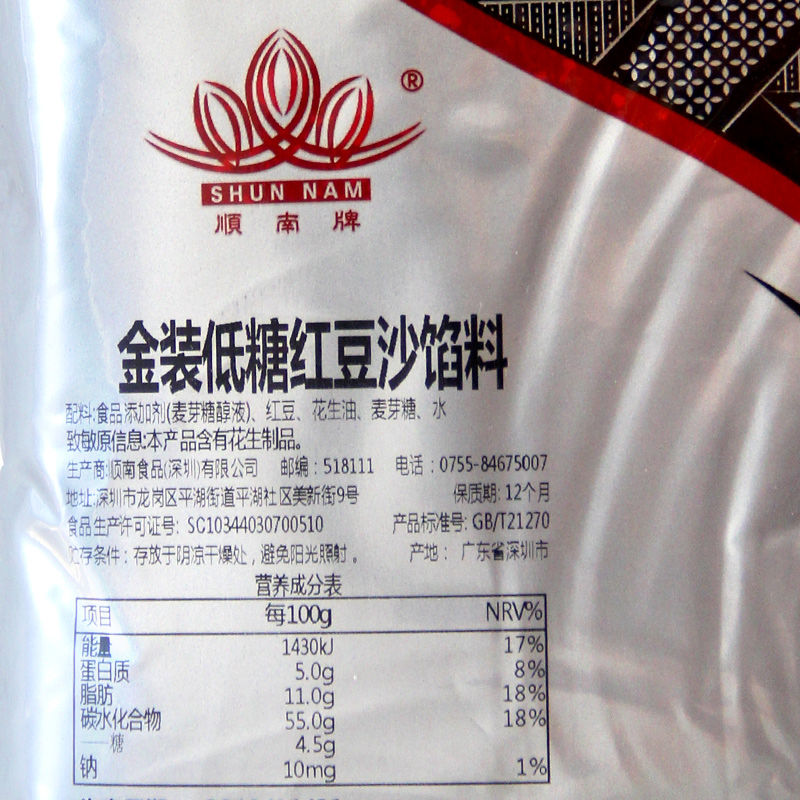 ®
SHUN NAM
順南牌
金装低糖红豆沙馅料
配料:食品添加剂(麦芽糖醇液)、红豆、花生油、麦芽糖、水
致敏原信息:本产品含有花生制品。
生产商:顺南食品(深圳)有限公司 邮编：518111 电话：0755-84675007
地址:深圳市龙岗区平湖街道平湖社区美新街9号 保质期: 12个月
食品生产许可证号: SC10344030700510 产品标准号: GB/T21270
贮存条件：存放于阴凉干燥处，避免阳光照射。 产地： 广东省深圳市
营养成分表
项目 每100g NRV%
能量 1430kJ 17%
蛋白质 5.0g 8%
脂肪 11.0g 18%
碳水化合物 55.0g 18%
——糖 4.5g
钠 10mg 1%